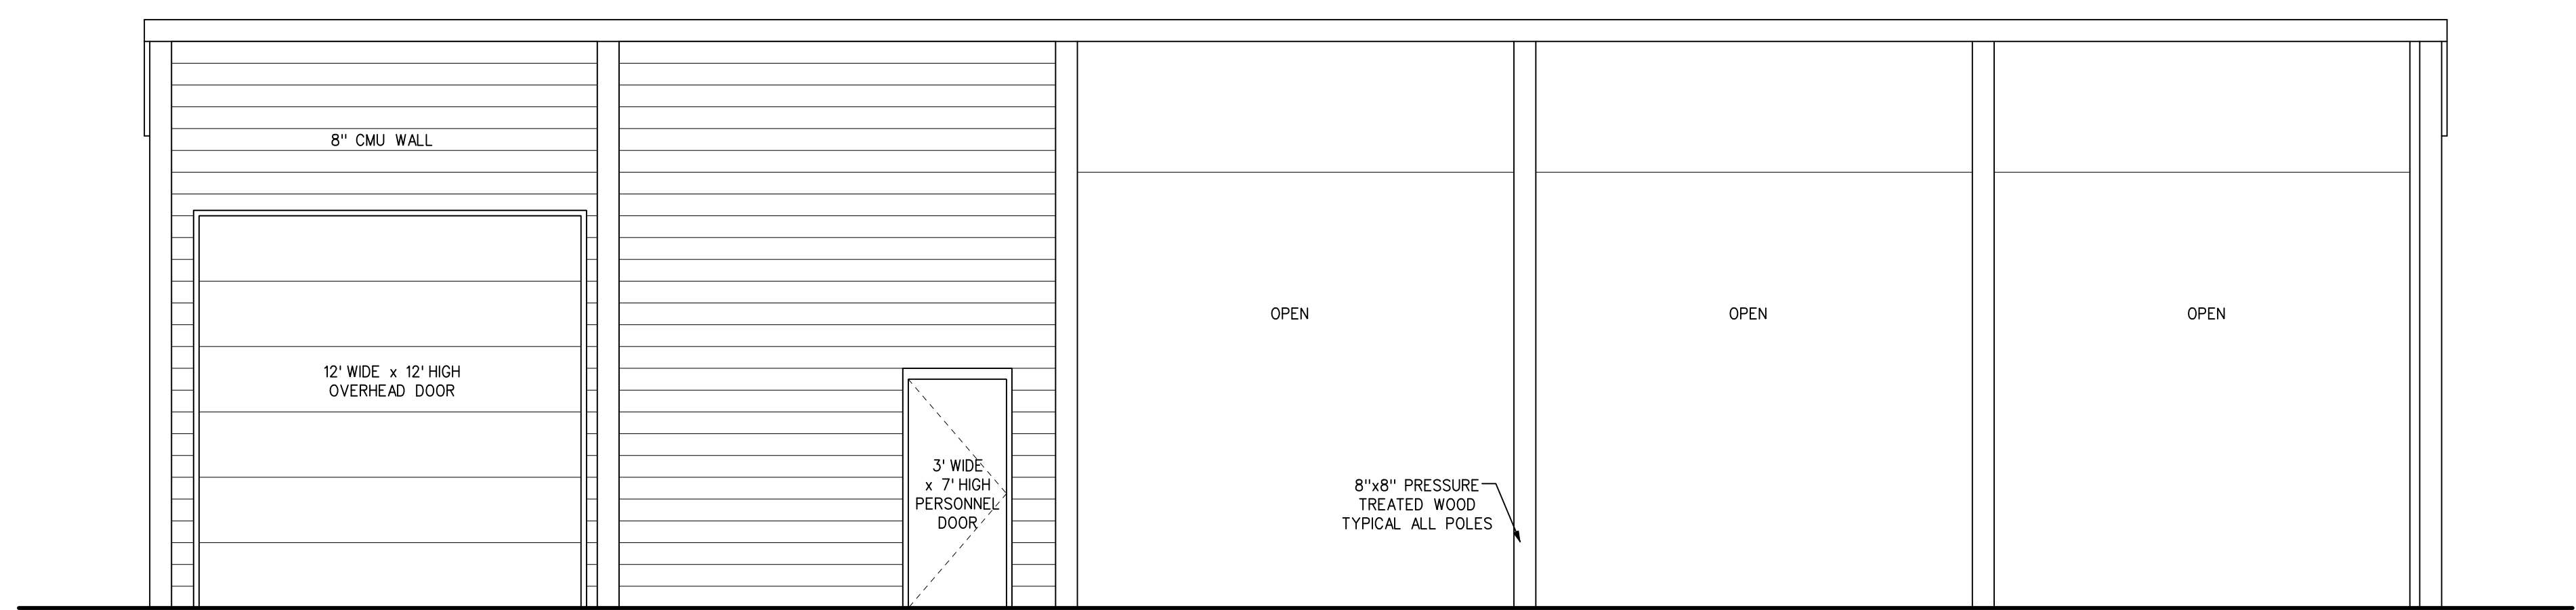 8" CMU WALL
12' WIDE x 12' HIGH
OVERHEAD DOOR
3' WIDE
x 7' HIGH
PERSONNEL
DOOR
OPEN
OPEN
OPEN
8"x8" PRESSURE
TREATED WOOD
TYPICAL ALL POLES